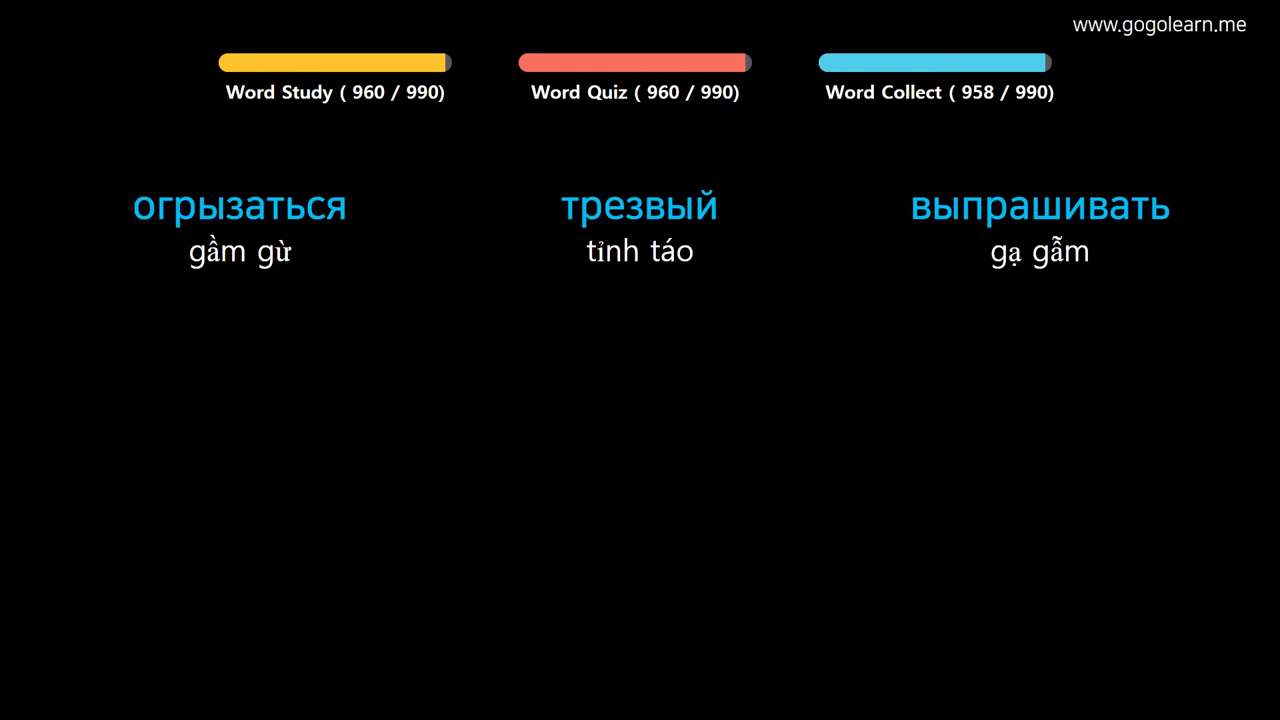 www.gogolearn.me
Word Study ( 960 / 990)
Word Quiz ( 960 / 990)
Word Collect ( 958 / 990)
огрызаться
gầm gừ
трезвый
tỉnh táo
выпрашивать
gạ gẫm